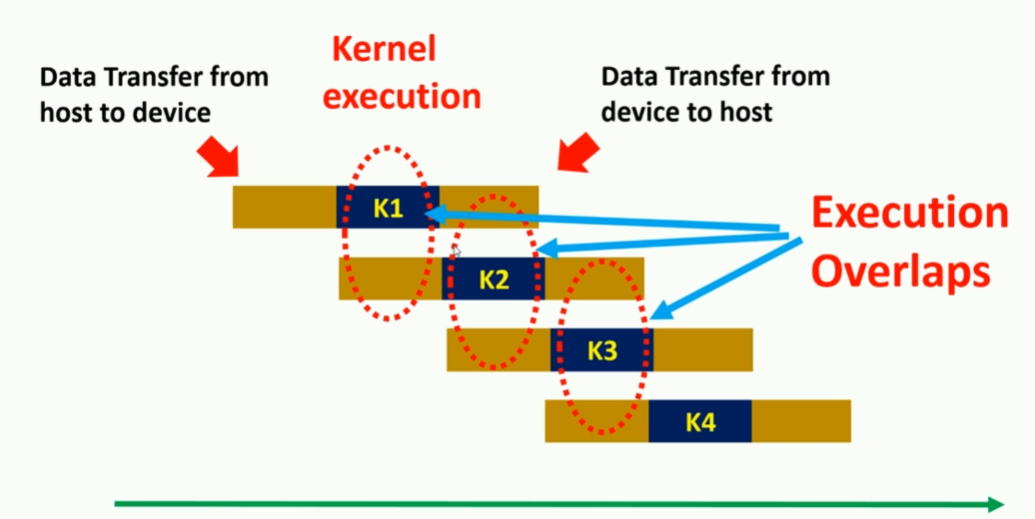 Data Transfer from
host to device
Kernel
execution
Data Transfer from
device to host
K1
K2
K3
K4
Execution
Overlaps